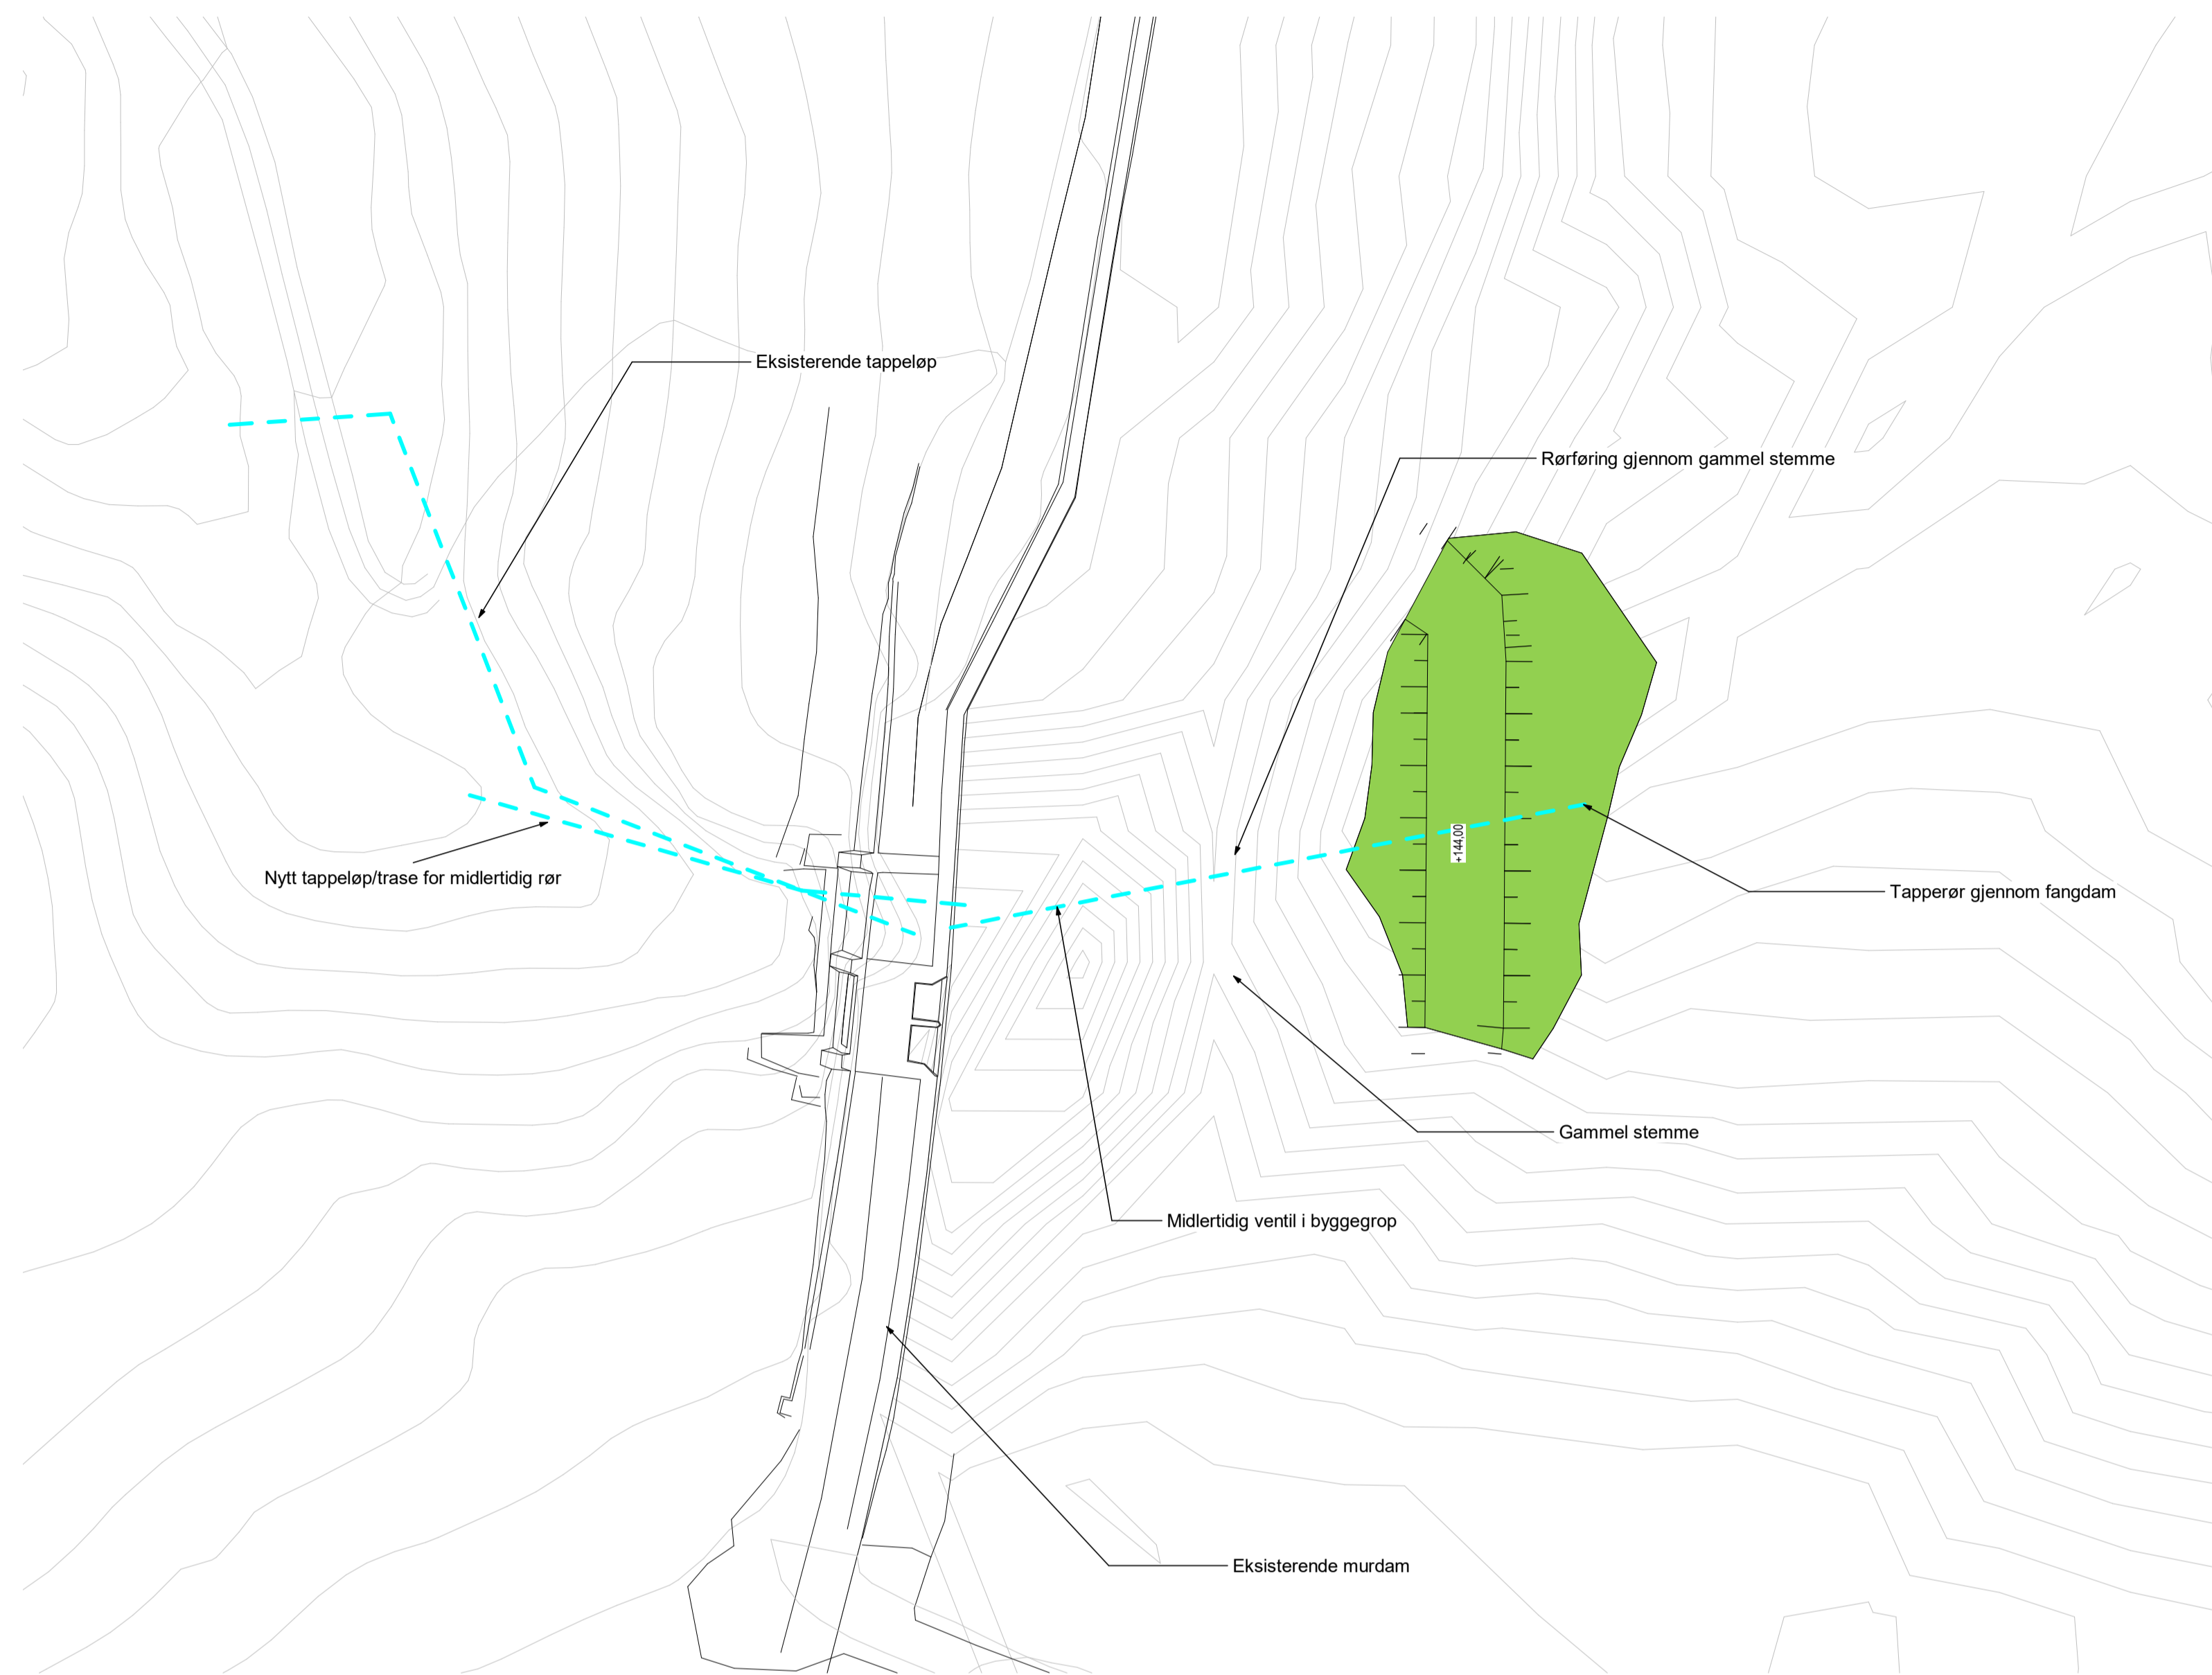 Eksisterende tappeløp
Rørføring gjennom gammel stemme
+144,00
Nytt tappeløp/trase for midlertidig rør
Tapperør gjennom fangdam
Gammel stemme
Midlertidig ventil i byggegrop
Eksisterende murdam